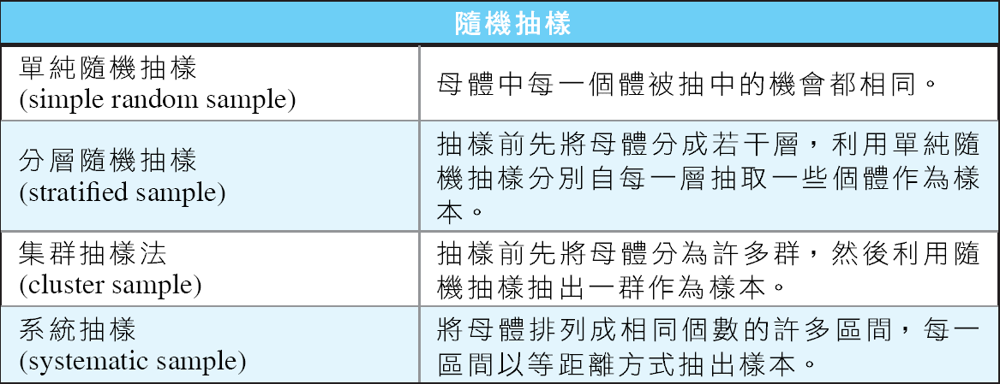 隨機抽樣
單純隨機抽樣
(simple random sample)
母體中每一個體被抽中的機會都相同。
分層隨機抽樣
(stratified sample)
抽樣前先將母體分成若干層，利用單純隨
機抽樣分別自每一層抽取一些個體作為樣
本。
集群抽樣法
(cluster sample)
抽樣前先將母體分為許多群，然後利用隨
機抽樣抽出一群作為樣本。
系統抽樣
(systematic sample)
將母體排列成相同個數的許多區間，每一
區間以等距離方式抽出樣本。